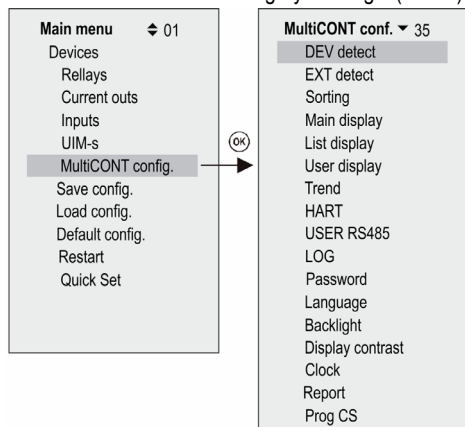 Main menu 01
Devices
Rellays
Current outs
Inputs
UIM-s
MultiCONT config.
Save config.
Load config.
Default config.
Restart
Quick Set
OK
MultiCONT conf. 35
DEV detect
EXT detect
Sorting
Main display
List display
User display
Trend
HART
USER RS485
LOG
Password
Language
Backlight
Display contrast
Clock
Report
Prog CS